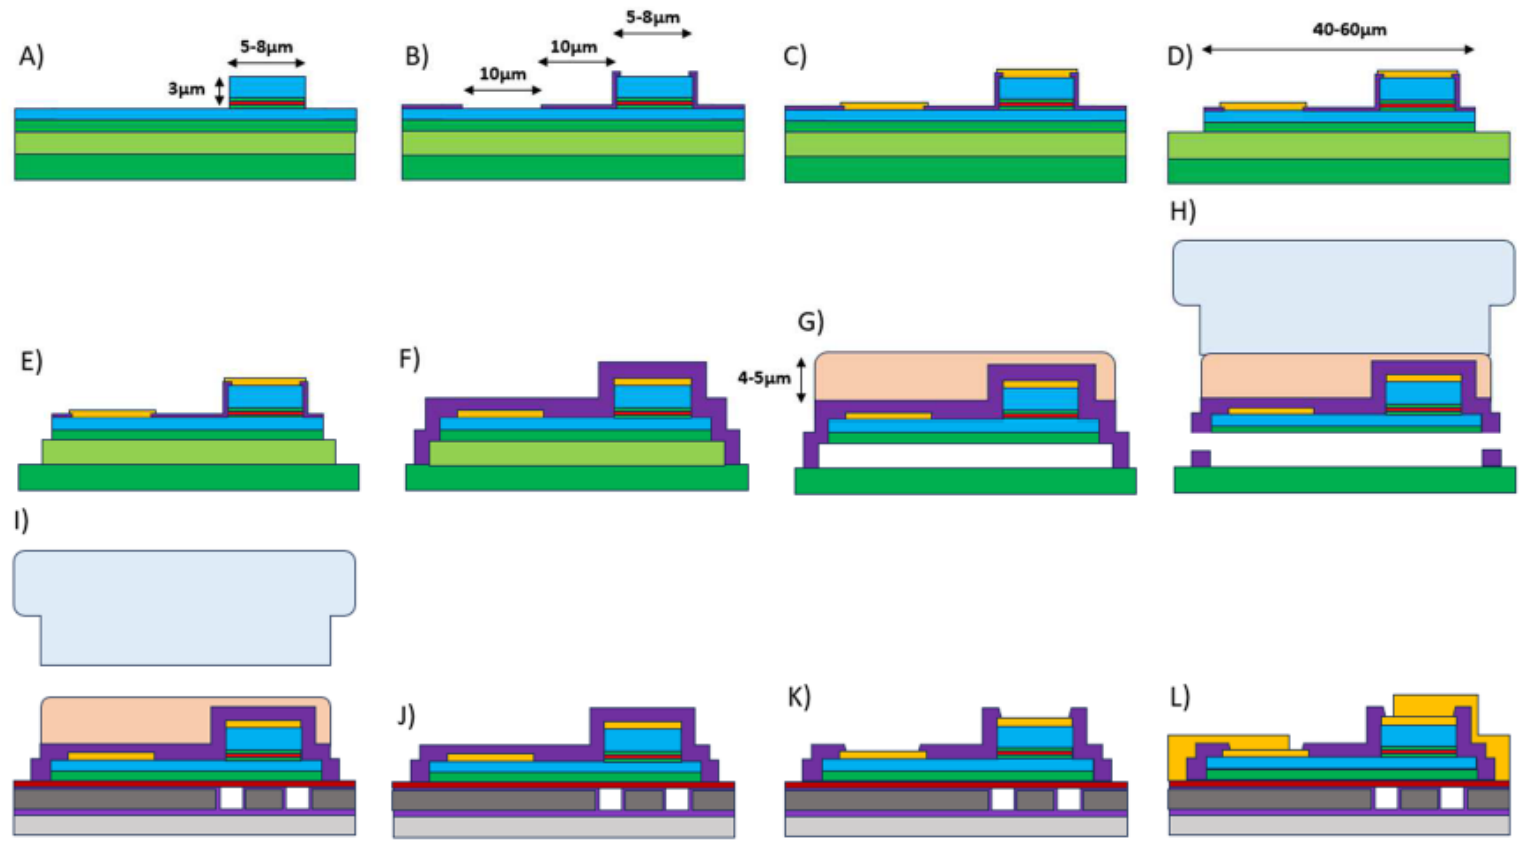 A)
5-8µm
3µm
B)
5-8µm
10µm
10µm
C)
D)
40-60µm
E)
F)
G)
4-5µm
H)
I)
J)
K)
L)